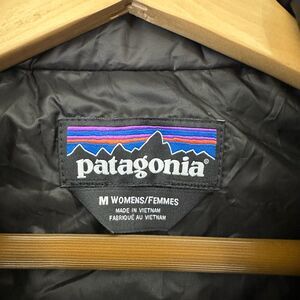 patagonia®
M WOMENS/FEMMES
MADE IN VIETNAM
FABRIQUÉ AU VIETNAM